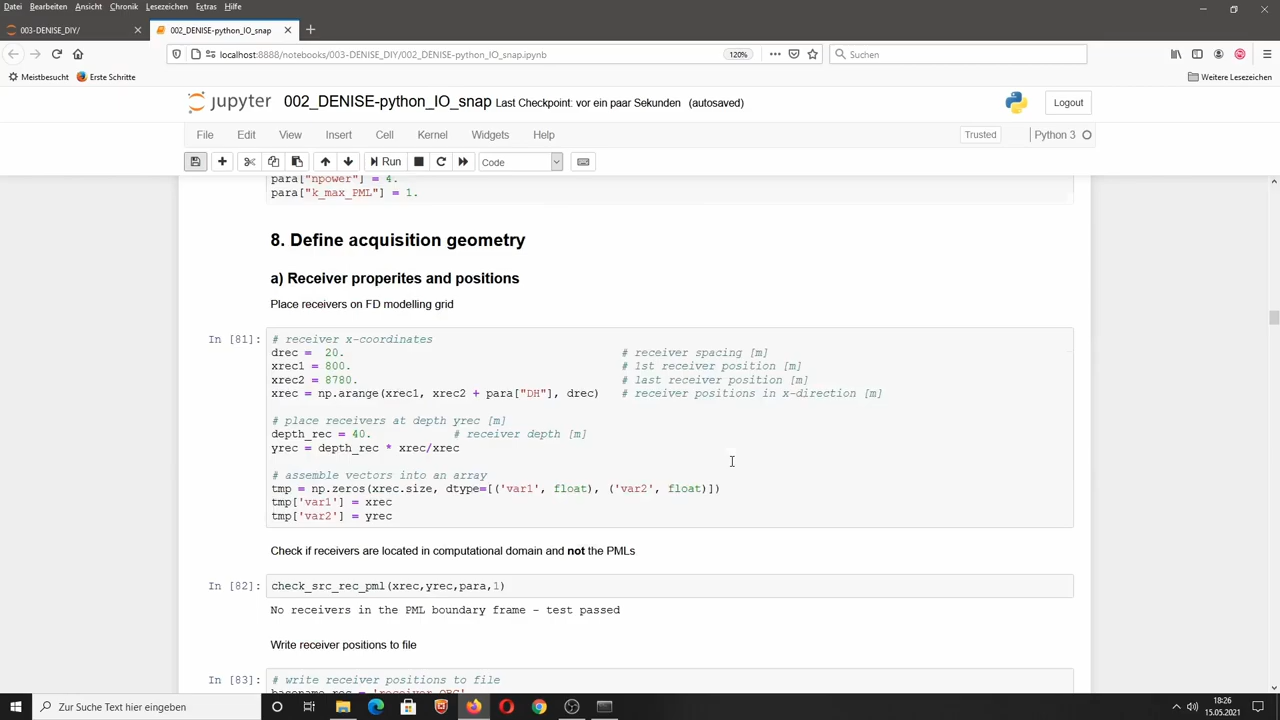 Datei Bearbeiten Ansicht Chronik Lesezeichen Extras Hilfe
003-DENISE_DIY/
002_DENISE-python_IO_snap
localhost:8888/notebooks/003-DENISE_DIY/002_DENISE-python_IO_snap.ipynb
120%
Suchen
Meistbesucht
Erste Schritte
Weitere Lesezeichen
jupyter 002_DENISE-python_IO_snap Last Checkpoint: vor ein paar Sekunden (autosaved)
Logout
File Edit View Insert Cell Kernel Widgets Help
Trusted
Python 3
Run
Code
para["npower"] = 4.
para["k_max_PML"] = 1.
8. Define acquisition geometry
a) Receiver properites and positions
Place receivers on FD modelling grid
In [81]:
# receiver x-coordinates
drec = 20. # receiver spacing [m]
xrec1 = 800. # 1st receiver position [m]
xrec2 = 8780. # last receiver position [m]
xrec = np.arange(xrec1, xrec2 + para["DH"], drec) # receiver positions in x-direction [m]
# place receivers at depth yrec [m]
depth_rec = 40. # receiver depth [m]
yrec = depth_rec * xrec/xrec
# assemble vectors into an array
tmp = np.zeros(xrec.size, dtype=[('var1', float), ('var2', float)])
tmp['var1'] = xrec
tmp['var2'] = yrec
Check if receivers are located in computational domain and not the PMLs
In [82]: check_src_rec_pml(xrec,yrec,para,1)
No receivers in the PML boundary frame - test passed
Write receiver positions to file
In [83]: # write receiver positions to file
basename_rec = 'receiver_OBC'
Zur Suche Text hier eingeben
18:26
15.05.2021